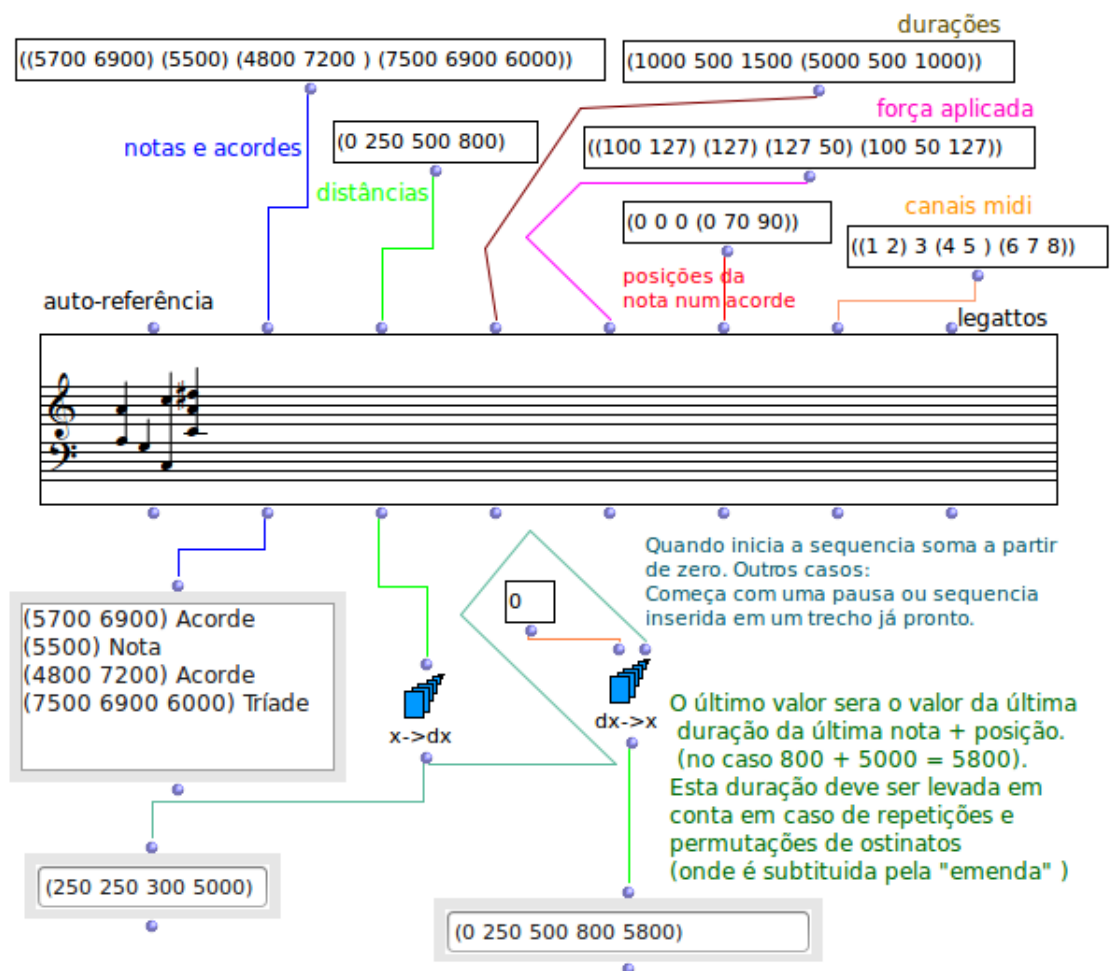 durações
((5700 6900) (5500) (4800 7200 ) (7500 6900 6000))
(1000 500 1500 (5000 500 1000))
força aplicada
notas e acordes
(0 250 500 800)
((100 127) (127) (127 50) (100 50 127))
distâncias
(0 0 0 (0 70 90))
canais midi
((1 2) 3 (4 5 ) (6 7 8))
posições da
nota num acorde
auto-referência
legattos
Quando inicia a sequencia soma a partir
de zero. Outros casos:
Começa com uma pausa ou sequencia
inserida em um trecho já pronto.
0
(5700 6900) Acorde
(5500) Nota
(4800 7200) Acorde
(7500 6900 6000) Tríade
x->dx
dx->x
O último valor sera o valor da última
duração da última nota + posição.
(no caso 800 + 5000 = 5800).
Esta duração deve ser levada em
conta em caso de repetições e
permutações de ostinatos
(onde é subtituida pela "emenda" )
(250 250 300 5000)
(0 250 500 800 5800)